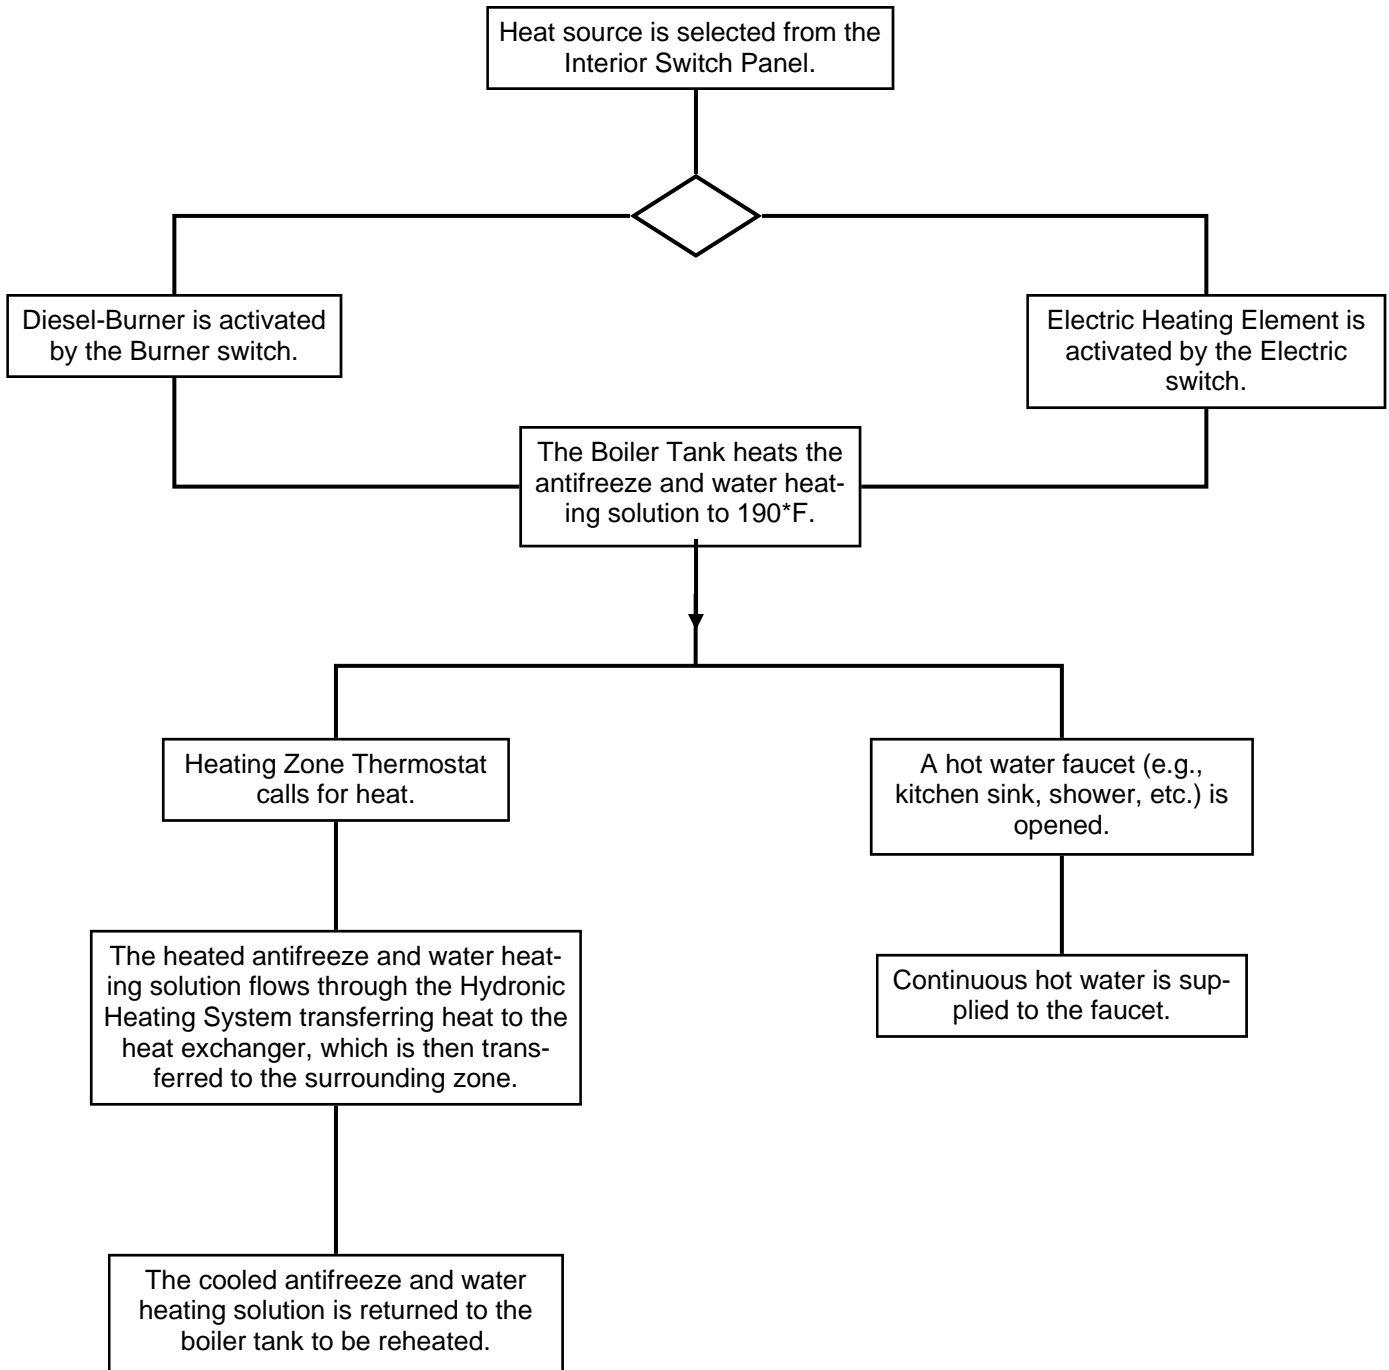 Heat source is selected from the
Interior Switch Panel.
Diesel-Burner is activated
by the Burner switch.
Electric Heating Element is
activated by the Electric
switch.
The Boiler Tank heats the
antifreeze and water heat-
ing solution to 190*F.
Heating Zone Thermostat
calls for heat.
A hot water faucet (e.g.,
kitchen sink, shower, etc.) is
opened.
The heated antifreeze and water heat-
ing solution flows through the Hydronic
Heating System transferring heat to the
heat exchanger, which is then trans-
ferred to the surrounding zone.
Continuous hot water is sup-
plied to the faucet.
The cooled antifreeze and water
heating solution is returned to the
boiler tank to be reheated.